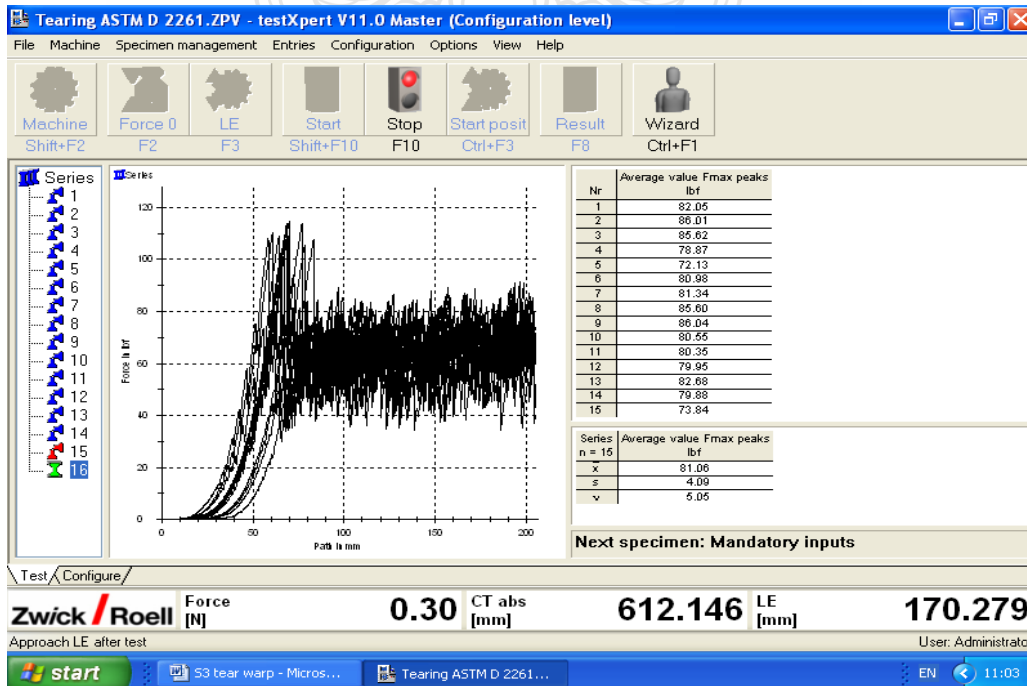 Tearing ASTM D 2261.ZPV - testXpert V11.0 Master (Configuration level)
File Machine Specimen management Entries Configuration Options View Help
Machine Force 0 LE Start Stop Start posit Result Wizard
Shift+F2 F2 F3 Shift+F10 F10 Ctrl+F3 F8 Ctrl+F1
Series
1
2
3
4
5
6
7
8
9
10
11
12
13
14
15
16
Series
Force in lbf
120
100
80
60
40
20
0
0 50 100 150 200
Path in mm
Nr Average value Fmax peaks lbf
1 82.05
2 86.01
3 85.62
4 78.87
5 72.13
6 80.98
7 81.34
8 85.60
9 86.04
10 80.55
11 80.35
12 79.95
13 82.68
14 79.88
15 73.84
Series Average value Fmax peaks
n = 15 lbf
x̄ 81.06
s 4.09
ν 5.05
Next specimen: Mandatory inputs
Test Configure
Zwick / Roell Force [N] 0.30 CT abs [mm] 612.146 LE [mm] 170.279
Approach LE after test User: Administrato
start S3 tear warp - Micros... Tearing ASTM D 2261... EN 11:03